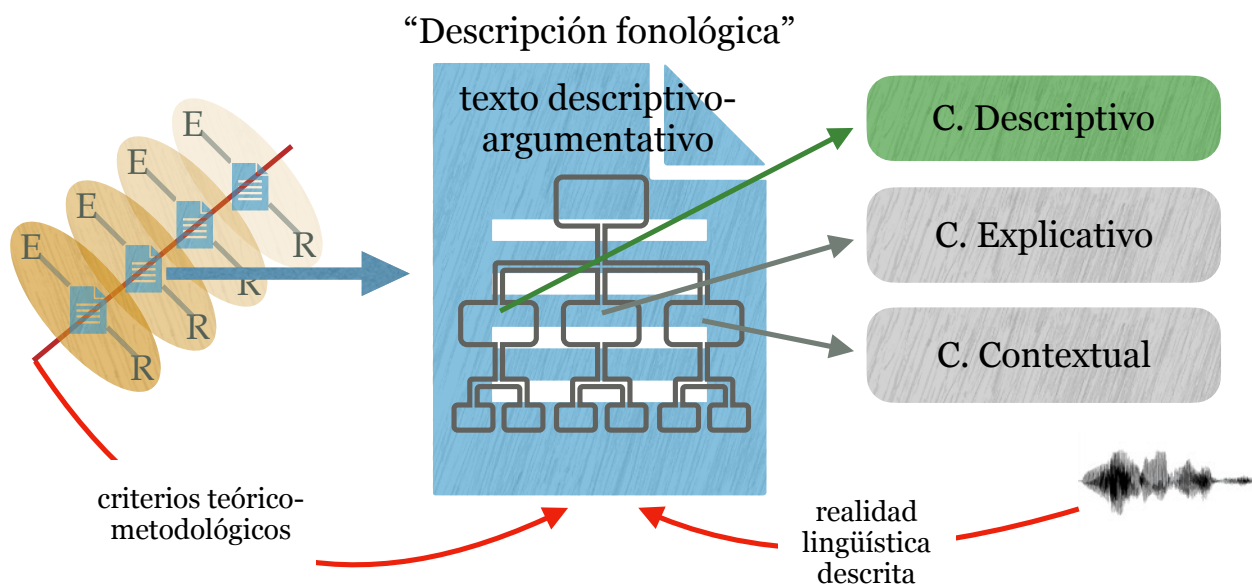 “Descripción fonológica”
texto descriptivo-
argumentativo
E
E
E
E
R
R
R
R
C. Descriptivo
C. Explicativo
C. Contextual
criterios teórico-
metodológicos
realidad
lingüística
descrita